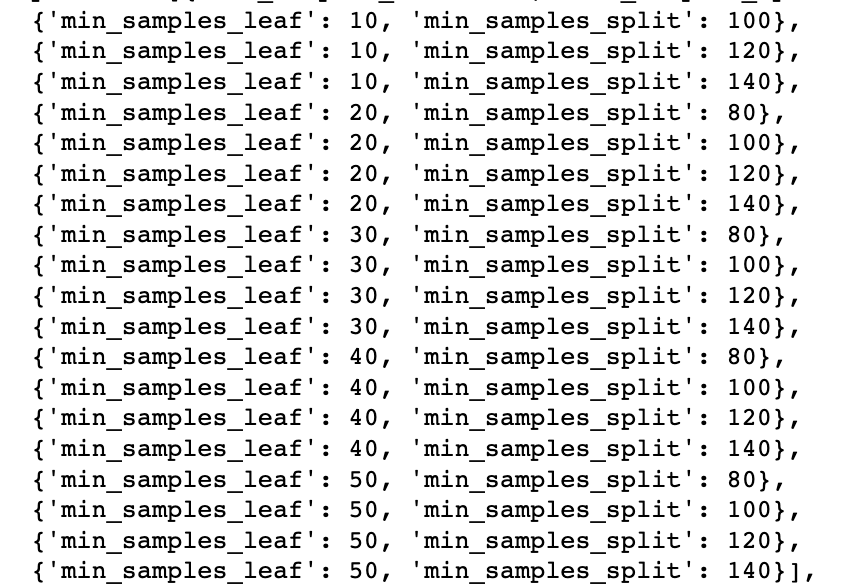 {'min_samples_leaf': 10, 'min_samples_split': 100},
{'min_samples_leaf': 10, 'min_samples_split': 120},
{'min_samples_leaf': 10, 'min_samples_split': 140},
{'min_samples_leaf': 20, 'min_samples_split': 80},
{'min_samples_leaf': 20, 'min_samples_split': 100},
{'min_samples_leaf': 20, 'min_samples_split': 120},
{'min_samples_leaf': 20, 'min_samples_split': 140},
{'min_samples_leaf': 30, 'min_samples_split': 80},
{'min_samples_leaf': 30, 'min_samples_split': 100},
{'min_samples_leaf': 30, 'min_samples_split': 120},
{'min_samples_leaf': 30, 'min_samples_split': 140},
{'min_samples_leaf': 40, 'min_samples_split': 80},
{'min_samples_leaf': 40, 'min_samples_split': 100},
{'min_samples_leaf': 40, 'min_samples_split': 120},
{'min_samples_leaf': 40, 'min_samples_split': 140},
{'min_samples_leaf': 50, 'min_samples_split': 80},
{'min_samples_leaf': 50, 'min_samples_split': 100},
{'min_samples_leaf': 50, 'min_samples_split': 120},
{'min_samples_leaf': 50, 'min_samples_split': 140}],